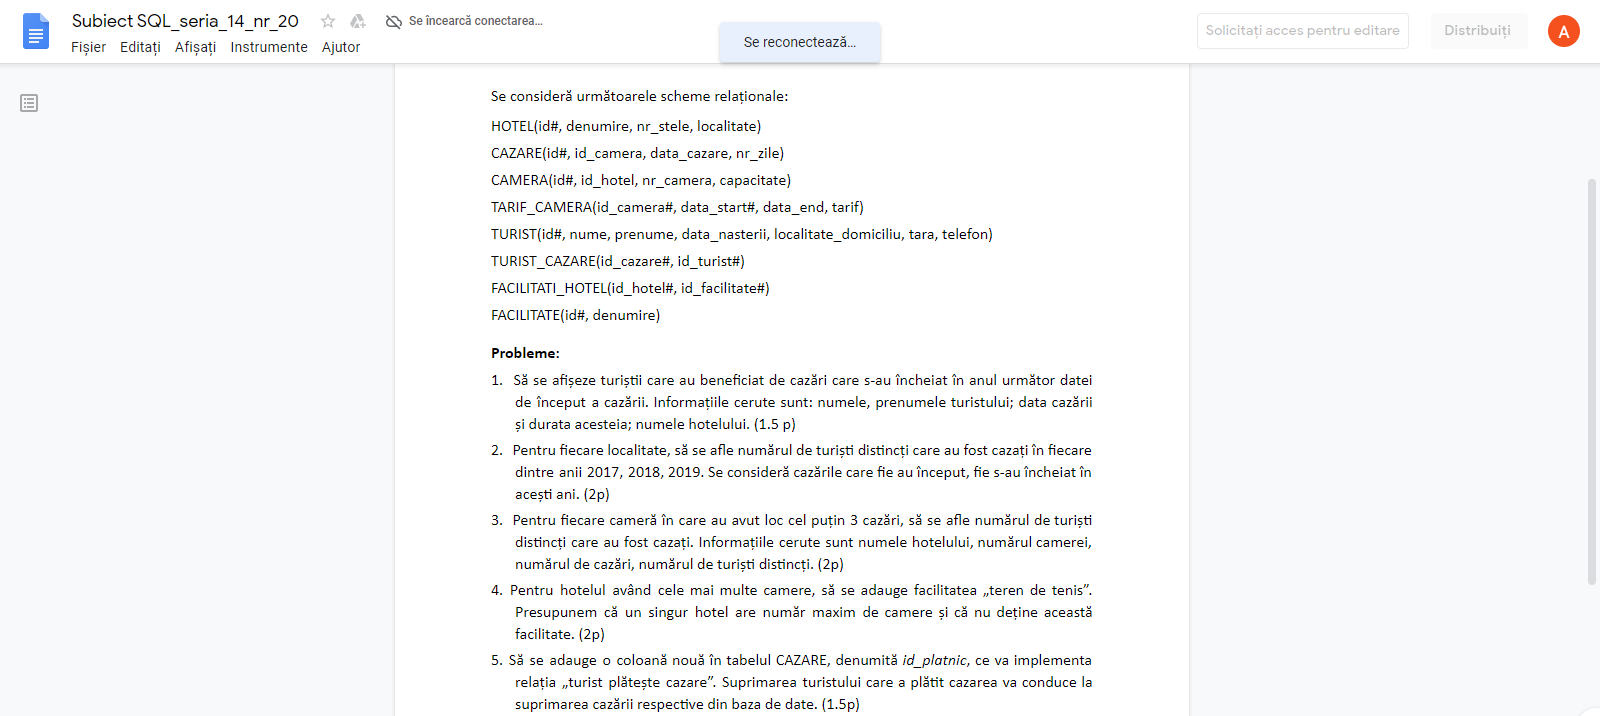 Subiect SQL_seria_14_nr_20
Se încearcă conectarea...
Fișier Editați Afișați Instrumente Ajutor
Se reconectează...
Solicitați acces pentru editare
Distribuiți
A
Se consideră următoarele scheme relaționale:
HOTEL(id#, denumire, nr_stele, localitate)
CAZARE(id#, id_camera, data_cazare, nr_zile)
CAMERA(id#, id_hotel, nr_camera, capacitate)
TARIF_CAMERA(id_camera#, data_start#, data_end, tarif)
TURIST(id#, nume, prenume, data_nasterii, localitate_domiciliu, tara, telefon)
TURIST_CAZARE(id_cazare#, id_turist#)
FACILITATI_HOTEL(id_hotel#, id_facilitate#)
FACILITATE(id#, denumire)
Probleme:
1. Să se afișeze turiștii care au beneficiat de cazări care s-au încheiat în anul următor datei
de început a cazării. Informațiile cerute sunt: numele, prenumele turistului; data cazării
și durata acesteia; numele hotelului. (1.5 p)
2. Pentru fiecare localitate, să se afle numărul de turiști distincți care au fost cazați în fiecare
dintre anii 2017, 2018, 2019. Se consideră cazările care fie au început, fie s-au încheiat în
acești ani. (2p)
3. Pentru fiecare cameră în care au avut loc cel puțin 3 cazări, să se afle numărul de turiști
distincți care au fost cazați. Informațiile cerute sunt numele hotelului, numărul camerei,
numărul de cazări, numărul de turiști distincți. (2p)
4. Pentru hotelul având cele mai multe camere, să se adauge facilitatea „teren de tenis”.
Presupunem că un singur hotel are număr maxim de camere și că nu deține această
facilitate. (2p)
5. Să se adauge o coloană nouă în tabelul CAZARE, denumită id_platnic, ce va implementa
relația „turist plătește cazare”. Suprimarea turistului care a plătit cazarea va conduce la
suprimarea cazării respective din baza de date. (1.5p)